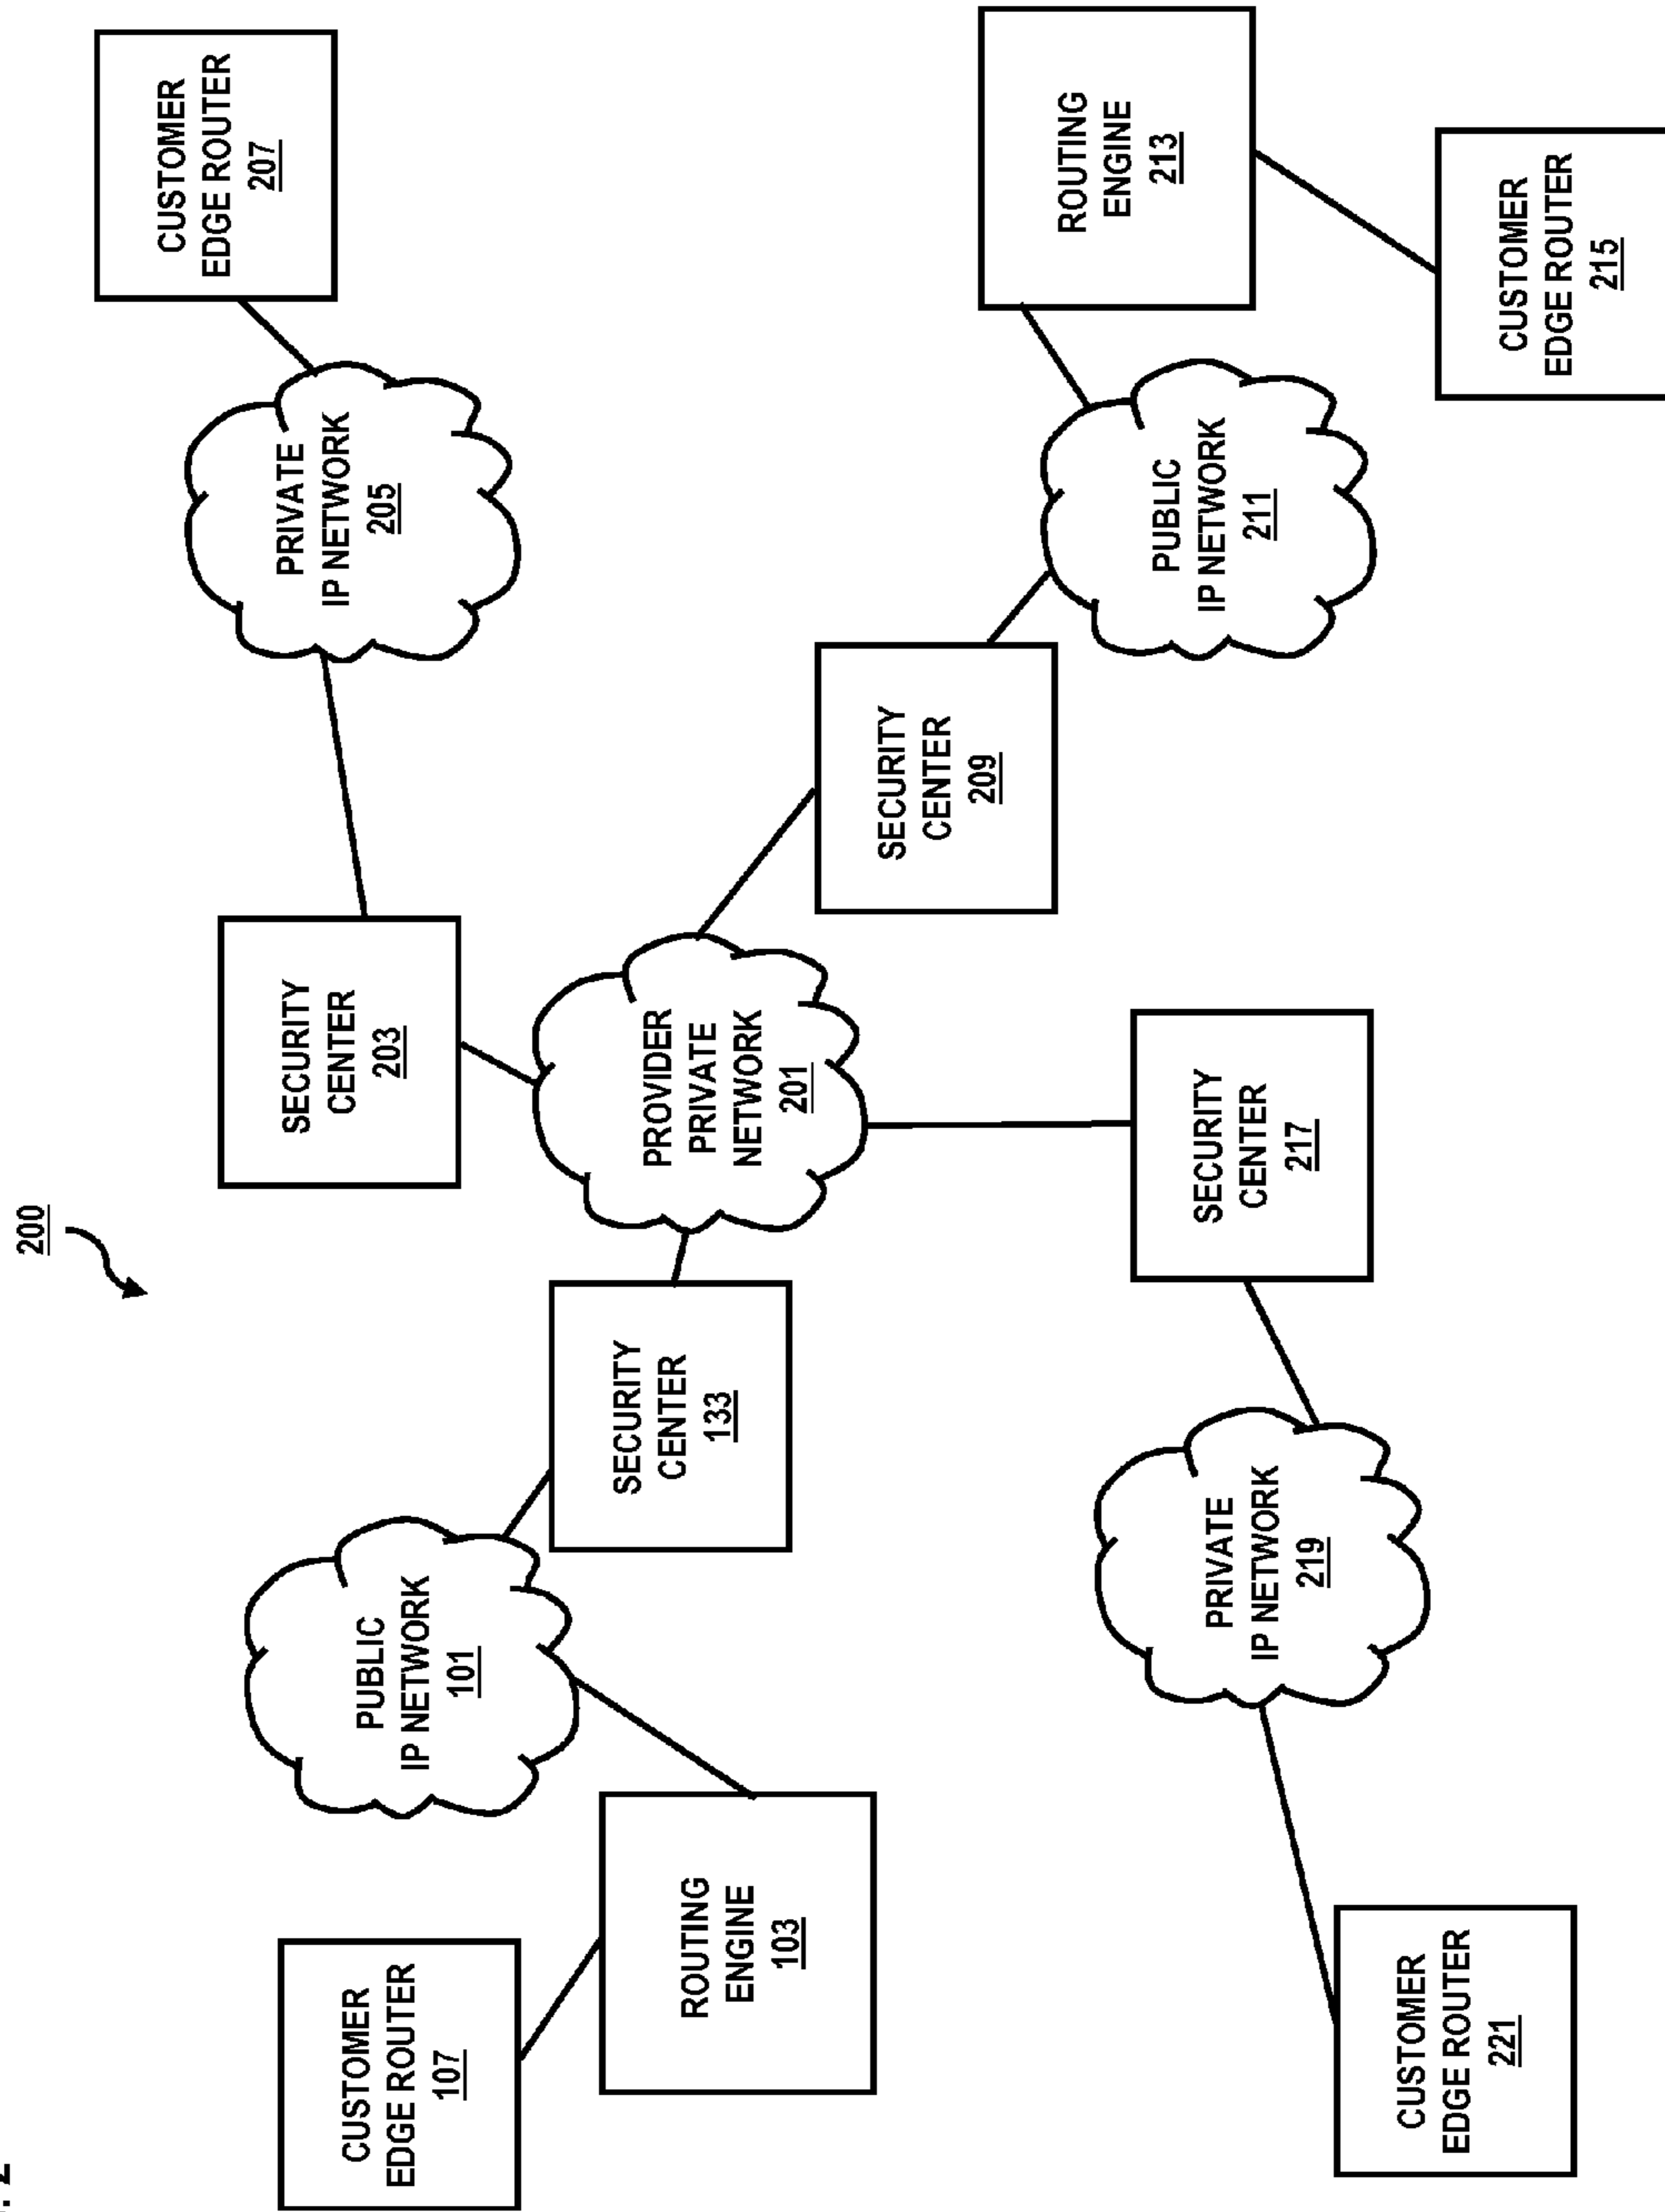 . 2
200
CUSTOMER
EDGE ROUTER
107
ROUTING
ENGINE
103
PUBLIC
IP NETWORK
101
SECURITY
CENTER
133
SECURITY
CENTER
203
PROVIDER
PRIVATE
NETWORK
201
PRIVATE
IP NETWORK
205
CUSTOMER
EDGE ROUTER
207
SECURITY
CENTER
209
PUBLIC
IP NETWORK
211
ROUTING
ENGINE
213
CUSTOMER
EDGE ROUTER
215
SECURITY
CENTER
217
PRIVATE
IP NETWORK
219
CUSTOMER
EDGE ROUTER
221